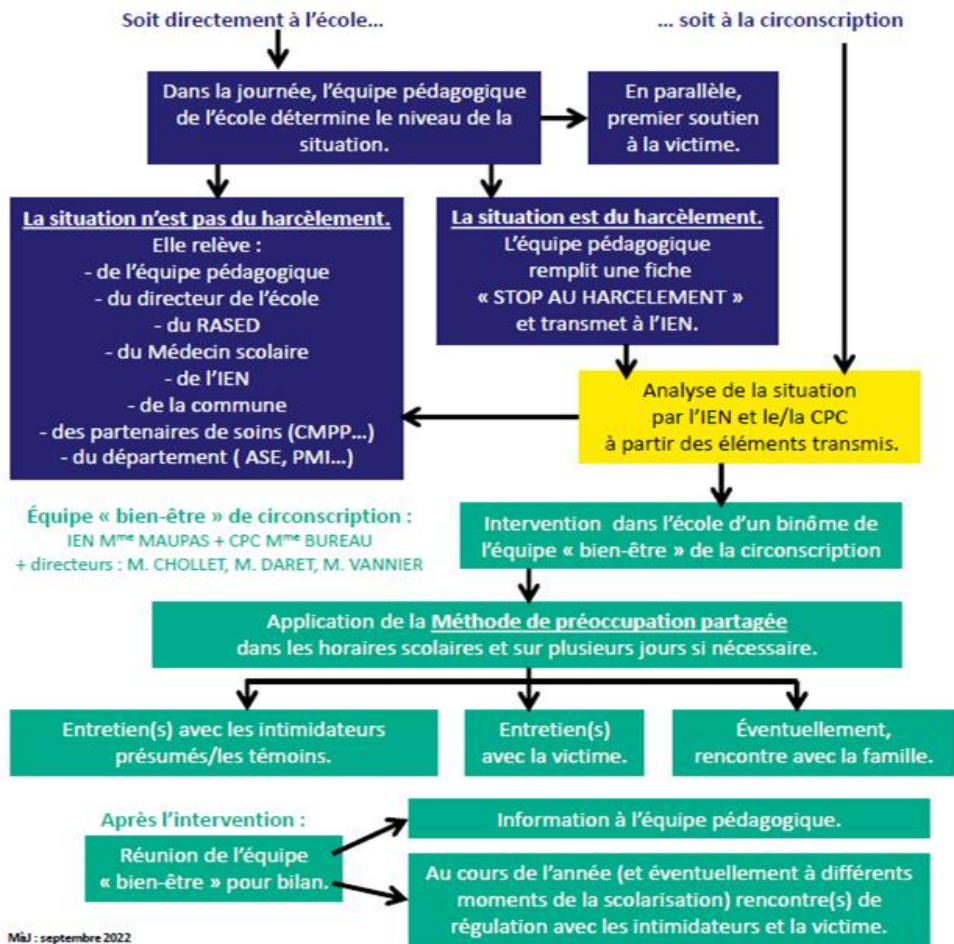 Soit directement à l'école...
... soit à la circonscription
Dans la journée, l'équipe pédagogique
de l'école détermine le niveau de la
situation.
En parallèle,
premier soutien
à la victime.
La situation n'est pas du harcèlement.
Elle relève :
- de l'équipe pédagogique
- du directeur de l'école
- du RASED
- du Médecin scolaire
- de l'IEN
- de la commune
- des partenaires de soins (CMPP...)
- du département ( ASE, PMI...)
La situation est du harcèlement.
L'équipe pédagogique
remplit une fiche
« STOP AU HARCELEMENT »
et transmet à l'IEN.
Analyse de la situation
par l'IEN et le/la CPC
à partir des éléments transmis.
Équipe « bien-être » de circonscription :
IEN Mme MAUPAS + CPC Mme BUREAU
+ directeurs : M. CHOLLET, M. DARET, M. VANNIER
Intervention dans l'école d'un binôme de
l'équipe « bien-être » de la circonscription
Application de la Méthode de préoccupation partagée
dans les horaires scolaires et sur plusieurs jours si nécessaire.
Entretien(s) avec les intimidateurs
présumés/les témoins.
Entretien(s)
avec la victime.
Éventuellement,
rencontre avec la famille.
Après l'intervention :
Réunion de l'équipe
« bien-être » pour bilan.
Information à l'équipe pédagogique.
Au cours de l'année (et éventuellement à différents
moments de la scolarisation) rencontre(s) de
régulation avec les intimidateurs et la victime.
MàJ : septembre 2022